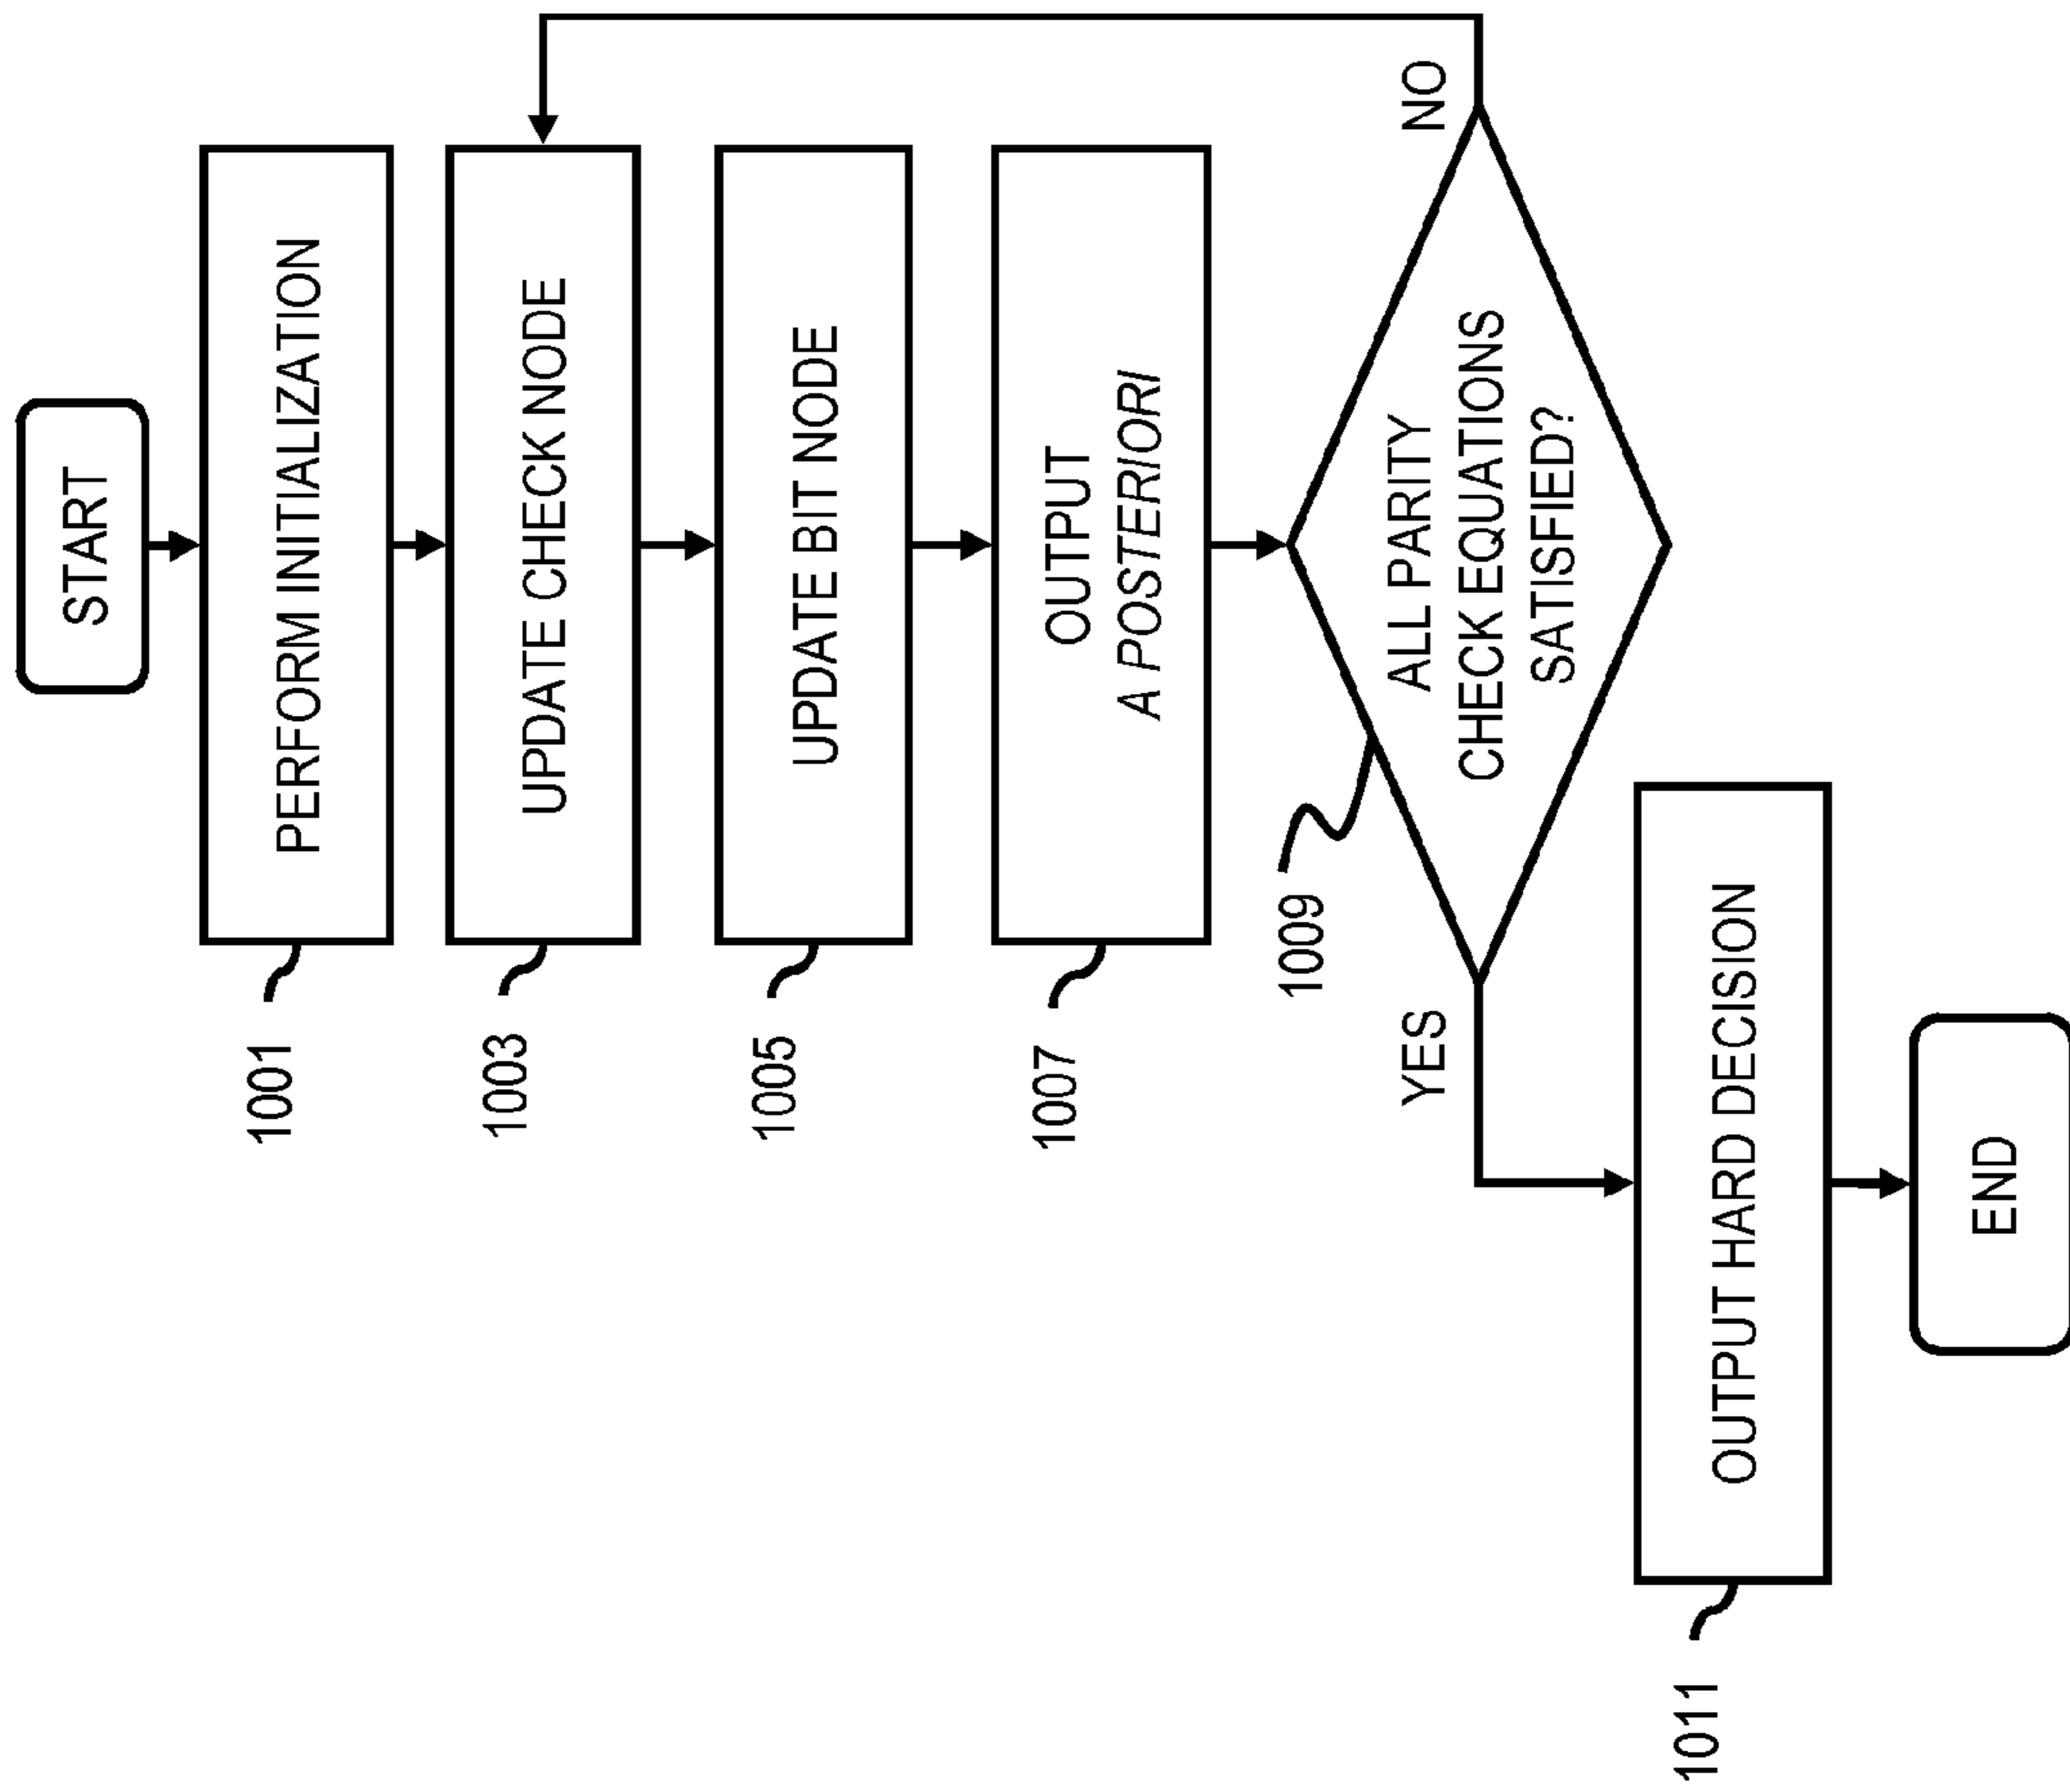 START
1001
PERFORM INITIALIZATION
1003
UPDATE CHECK NODE
1005
UPDATE BIT NODE
1007
OUTPUT
A POSTERIORI
1009
ALL PARITY
CHECK EQUATIONS
SATISFIED?
YES
NO
1011
OUTPUT HARD DECISION
END